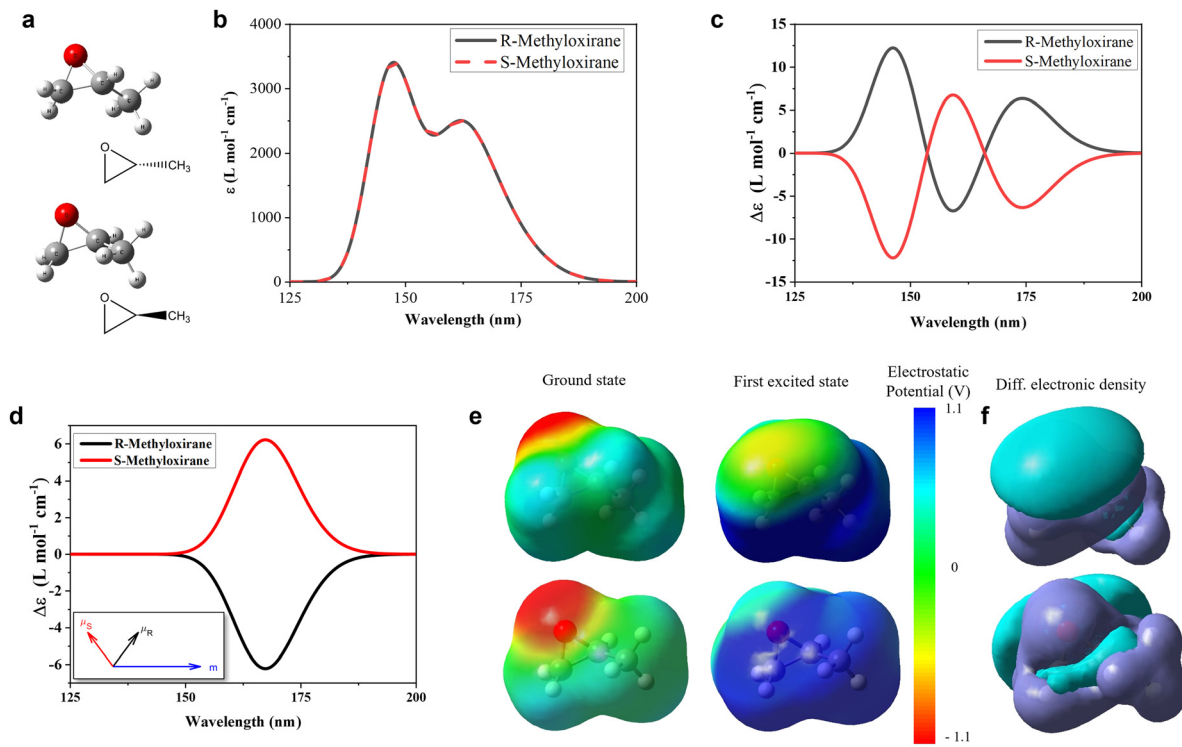 a
O
CH₃
O
CH₃
b
4000
3000
2000
1000
0
125
150
175
200
ε (L mol⁻¹ cm⁻¹)
Wavelength (nm)
R-Methyloxirane
S-Methyloxirane
c
15
10
5
0
-5
-10
-15
125
150
175
200
Δε (L mol⁻¹ cm⁻¹)
Wavelength (nm)
R-Methyloxirane
S-Methyloxirane
d
6
4
2
0
-2
-4
-6
125
150
175
200
Δε (L mol⁻¹ cm⁻¹)
Wavelength (nm)
R-Methyloxirane
S-Methyloxirane
μS
μR
m
e
Ground state
First excited state
Electrostatic
Potential (V)
1.1
0
- 1.1
f
Diff. electronic density